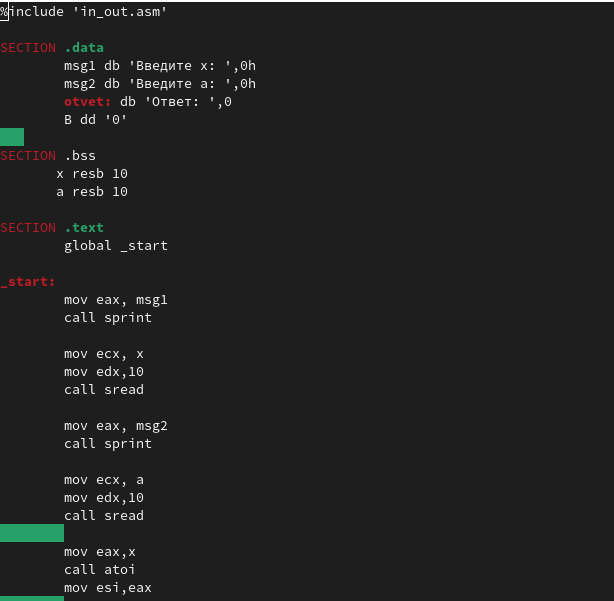 %include 'in_out.asm'
SECTION .data
msg1 db 'Введите x: ',0h
msg2 db 'Введите a: ',0h
otvet: db 'Ответ: ',0
B dd '0'
SECTION .bss
x resb 10
a resb 10
SECTION .text
global _start
_start:
mov eax, msg1
call sprint
mov ecx, x
mov edx,10
call sread
mov eax, msg2
call sprint
mov ecx, a
mov edx,10
call sread
mov eax,x
call atoi
mov esi,eax